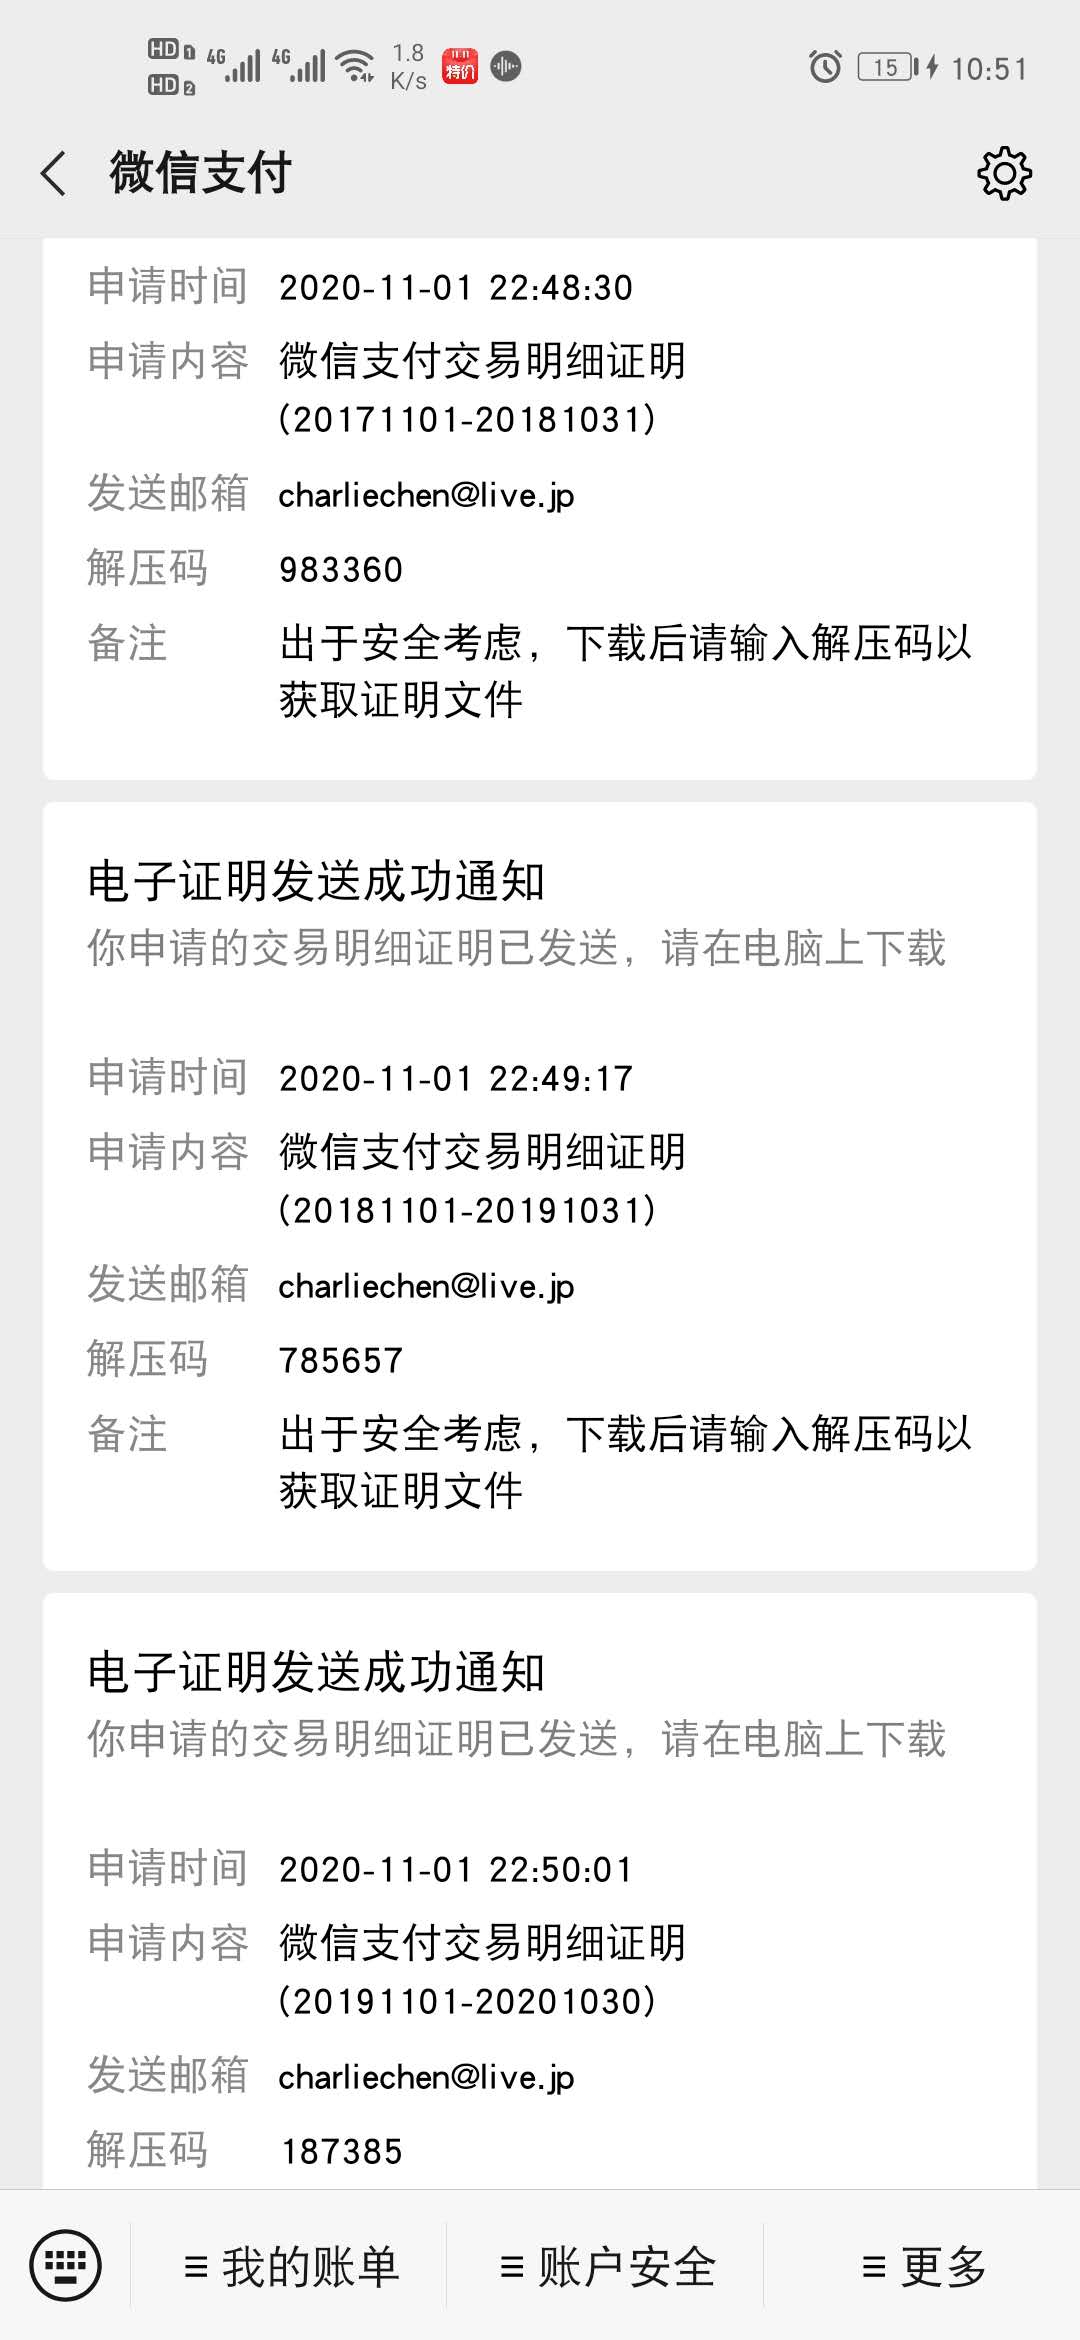 HD 1 4G 4G 1.8 特价 15 10:51
HD 2 K/s
微信支付
申请时间 2020-11-01 22:48:30
申请内容 微信支付交易明细证明
(20171101-20181031)
发送邮箱 charliechen@live.jp
解压码 983360
备注 出于安全考虑，下载后请输入解压码以
获取证明文件
电子证明发送成功通知
你申请的交易明细证明已发送，请在电脑上下载
申请时间 2020-11-01 22:49:17
申请内容 微信支付交易明细证明
(20181101-20191031)
发送邮箱 charliechen@live.jp
解压码 785657
备注 出于安全考虑，下载后请输入解压码以
获取证明文件
电子证明发送成功通知
你申请的交易明细证明已发送，请在电脑上下载
申请时间 2020-11-01 22:50:01
申请内容 微信支付交易明细证明
(20191101-20201030)
发送邮箱 charliechen@live.jp
解压码 187385
我的账单 账户安全 更多